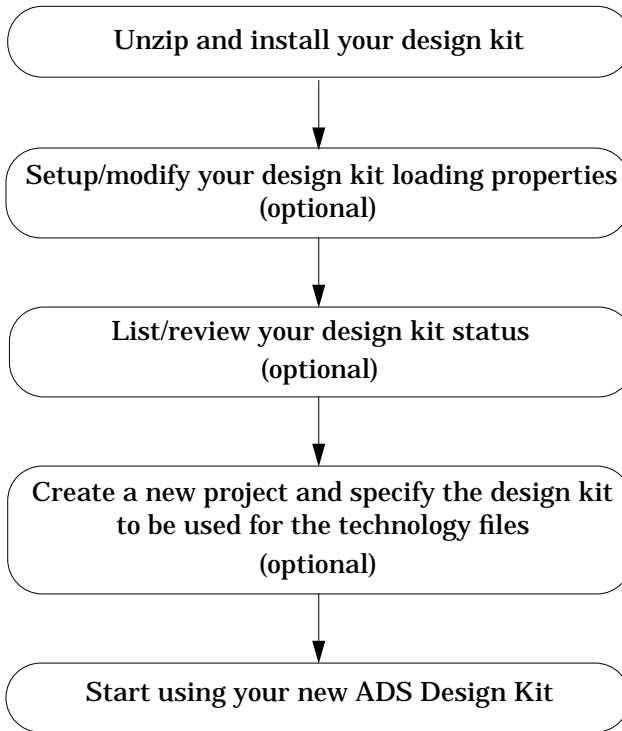 Unzip and install your design kit
Setup/modify your design kit loading properties
(optional)
List/review your design kit status
(optional)
Create a new project and specify the design kit
to be used for the technology files
(optional)
Start using your new ADS Design Kit